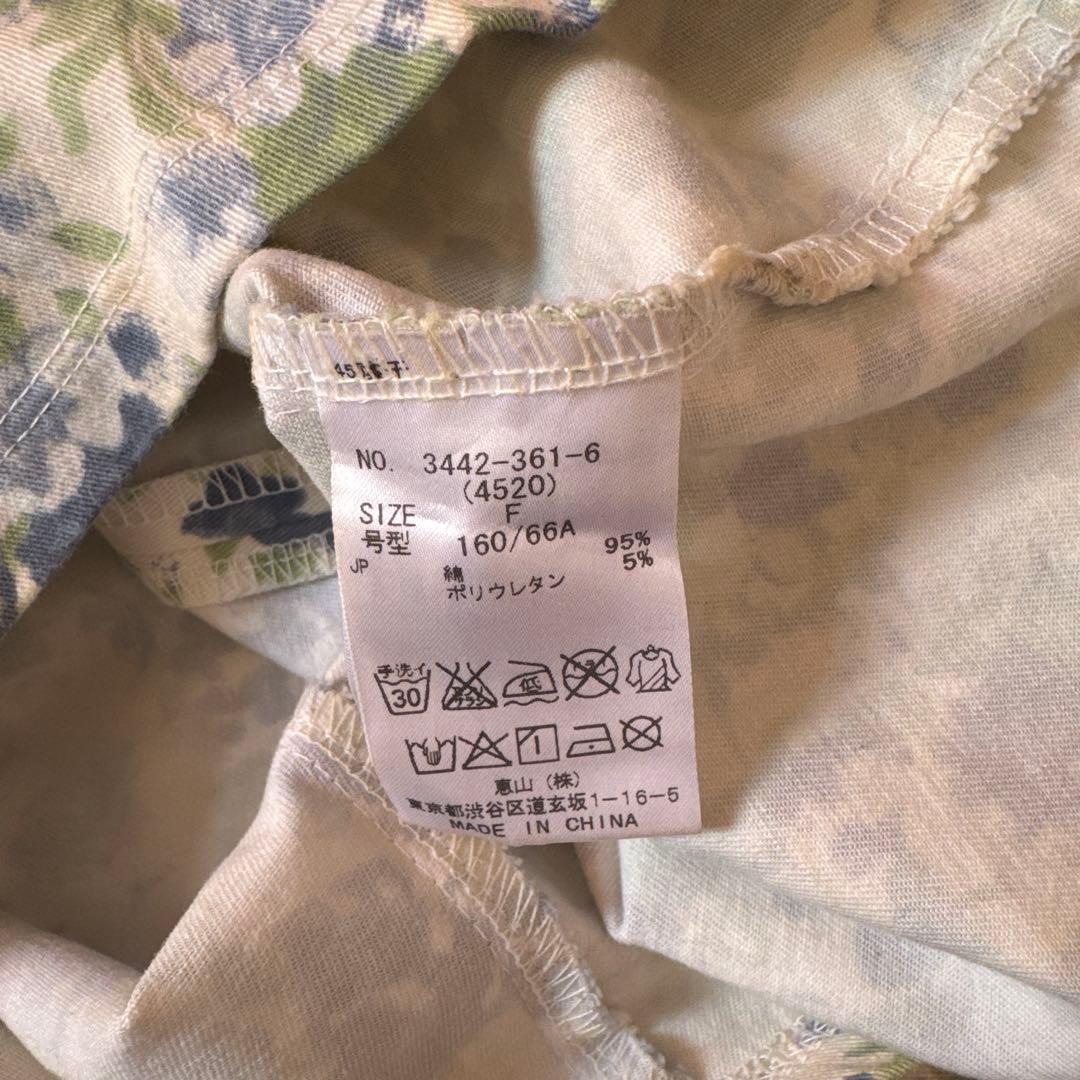 NO. 3442-361-6
(4520)
SIZE F
号型 160/66A
JP 綿 95%
ポリウレタン 5%
手洗イ
30
低
恵山(株)
東京都渋谷区道玄坂1-16-5
MADE IN CHINA